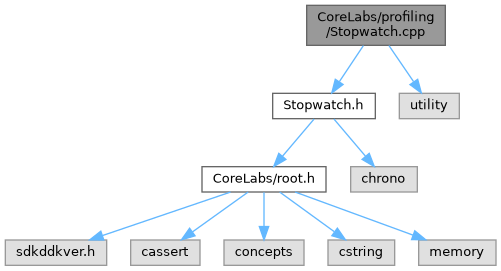 CoreLabs/profiling
/Stopwatch.cpp
Stopwatch.h
utility
CoreLabs/root.h
chrono
sdkddkver.h
cassert
concepts
cstring
memory